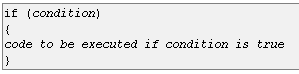 if (condition)
{
code to be executed if condition is true
}